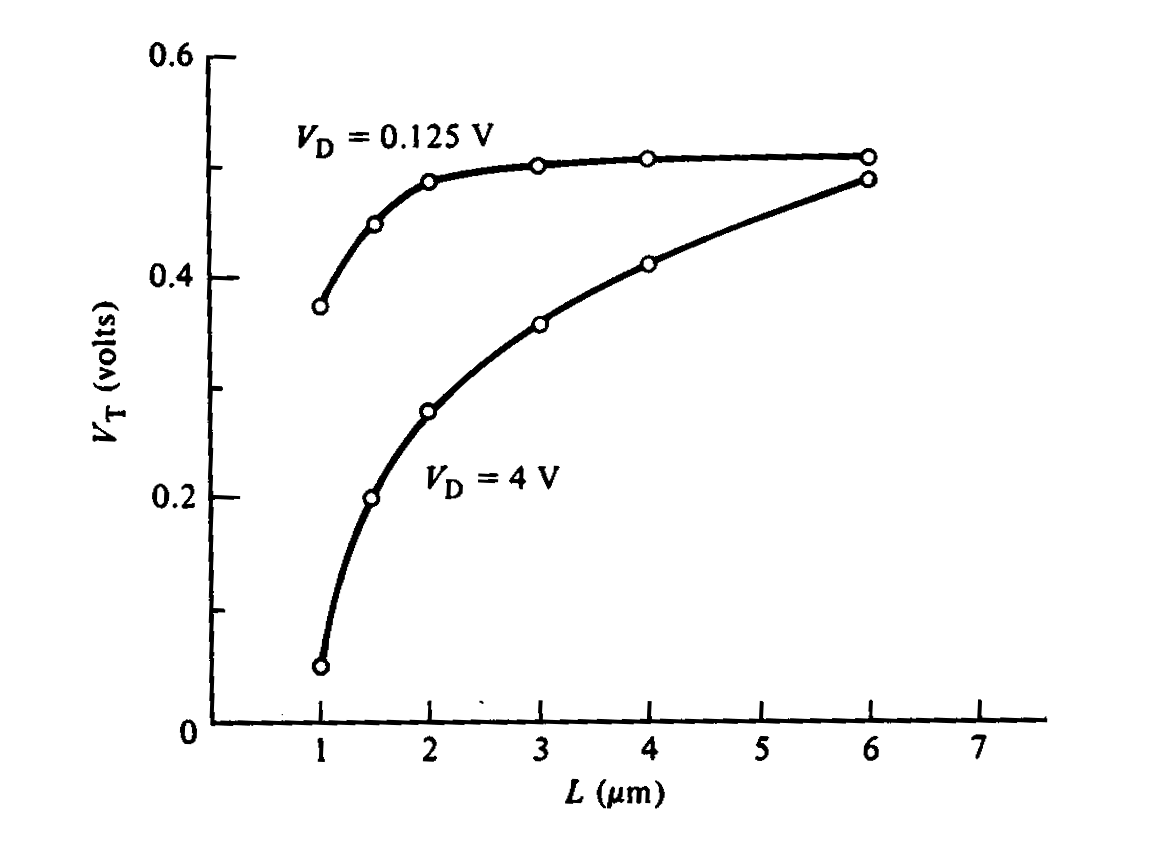 0.6
V_D = 0.125 V
0.4
V_T (volts)
V_D = 4 V
0.2
0
1 2 3 4 5 6 7
L (μm)